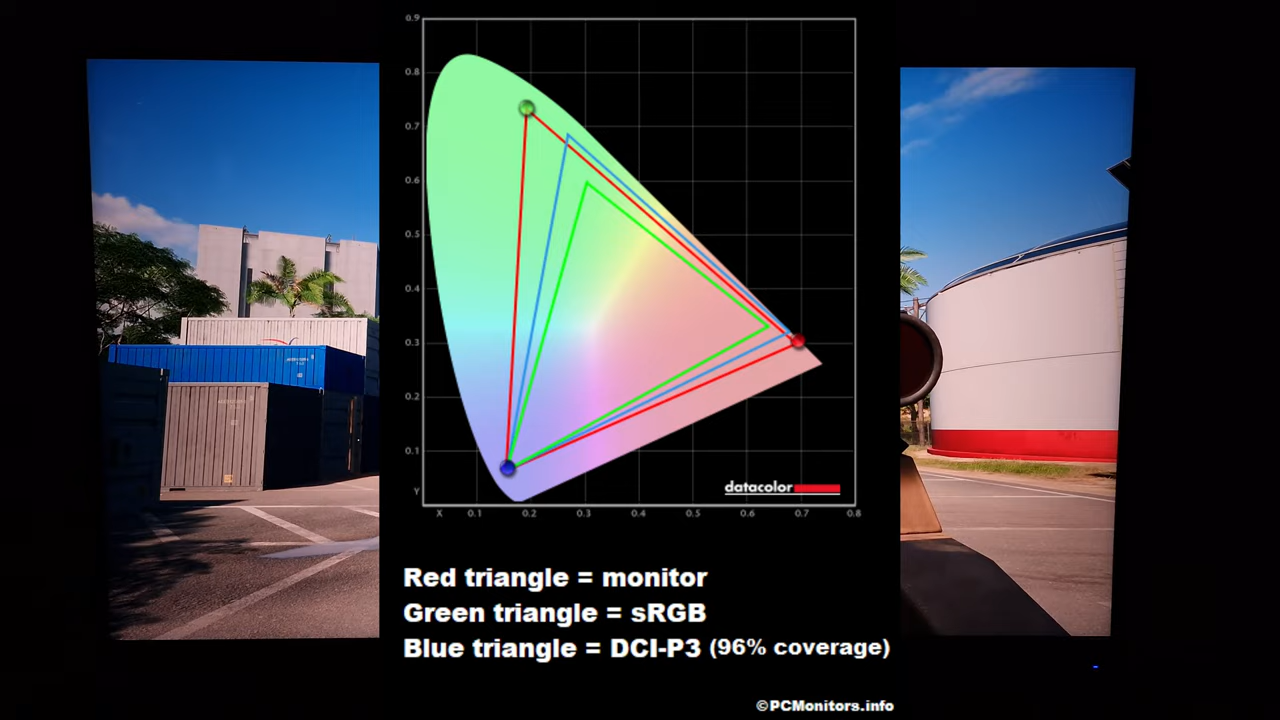 0.9
0.8
0.7
0.6
0.5
0.4
0.3
0.2
0.1
Y
X 0.1 0.2 0.3 0.4 0.5 0.6 0.7 0.8
datacolor
Red triangle = monitor
Green triangle = sRGB
Blue triangle = DCI-P3 (96% coverage)
©PCMonitors.info